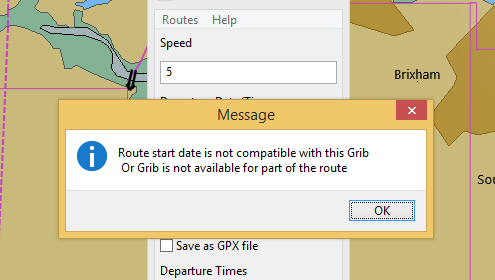 Routes Help
Speed
5
Brixham
Message
Route start date is not compatible with this Grib
Or Grib is not available for part of the route
OK
Save as GPX file
Departure Times